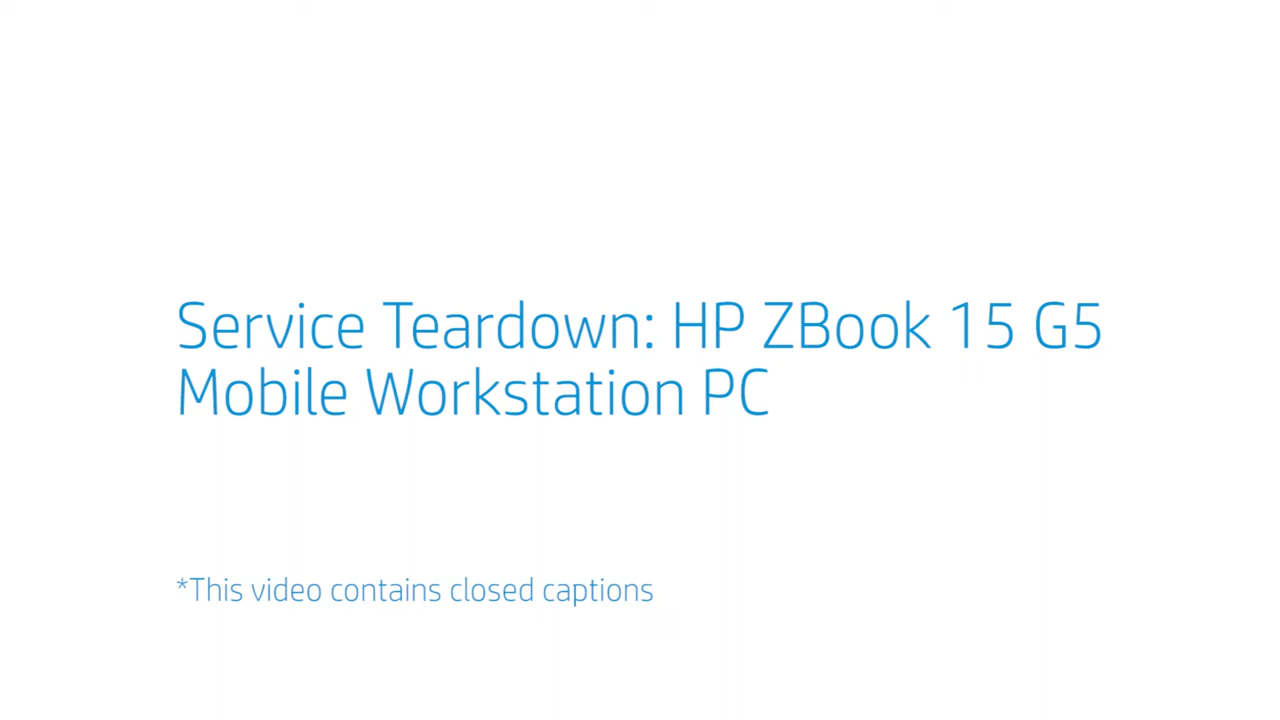 Service Teardown: HP ZBook 15 G5
Mobile Workstation PC
*This video contains closed captions